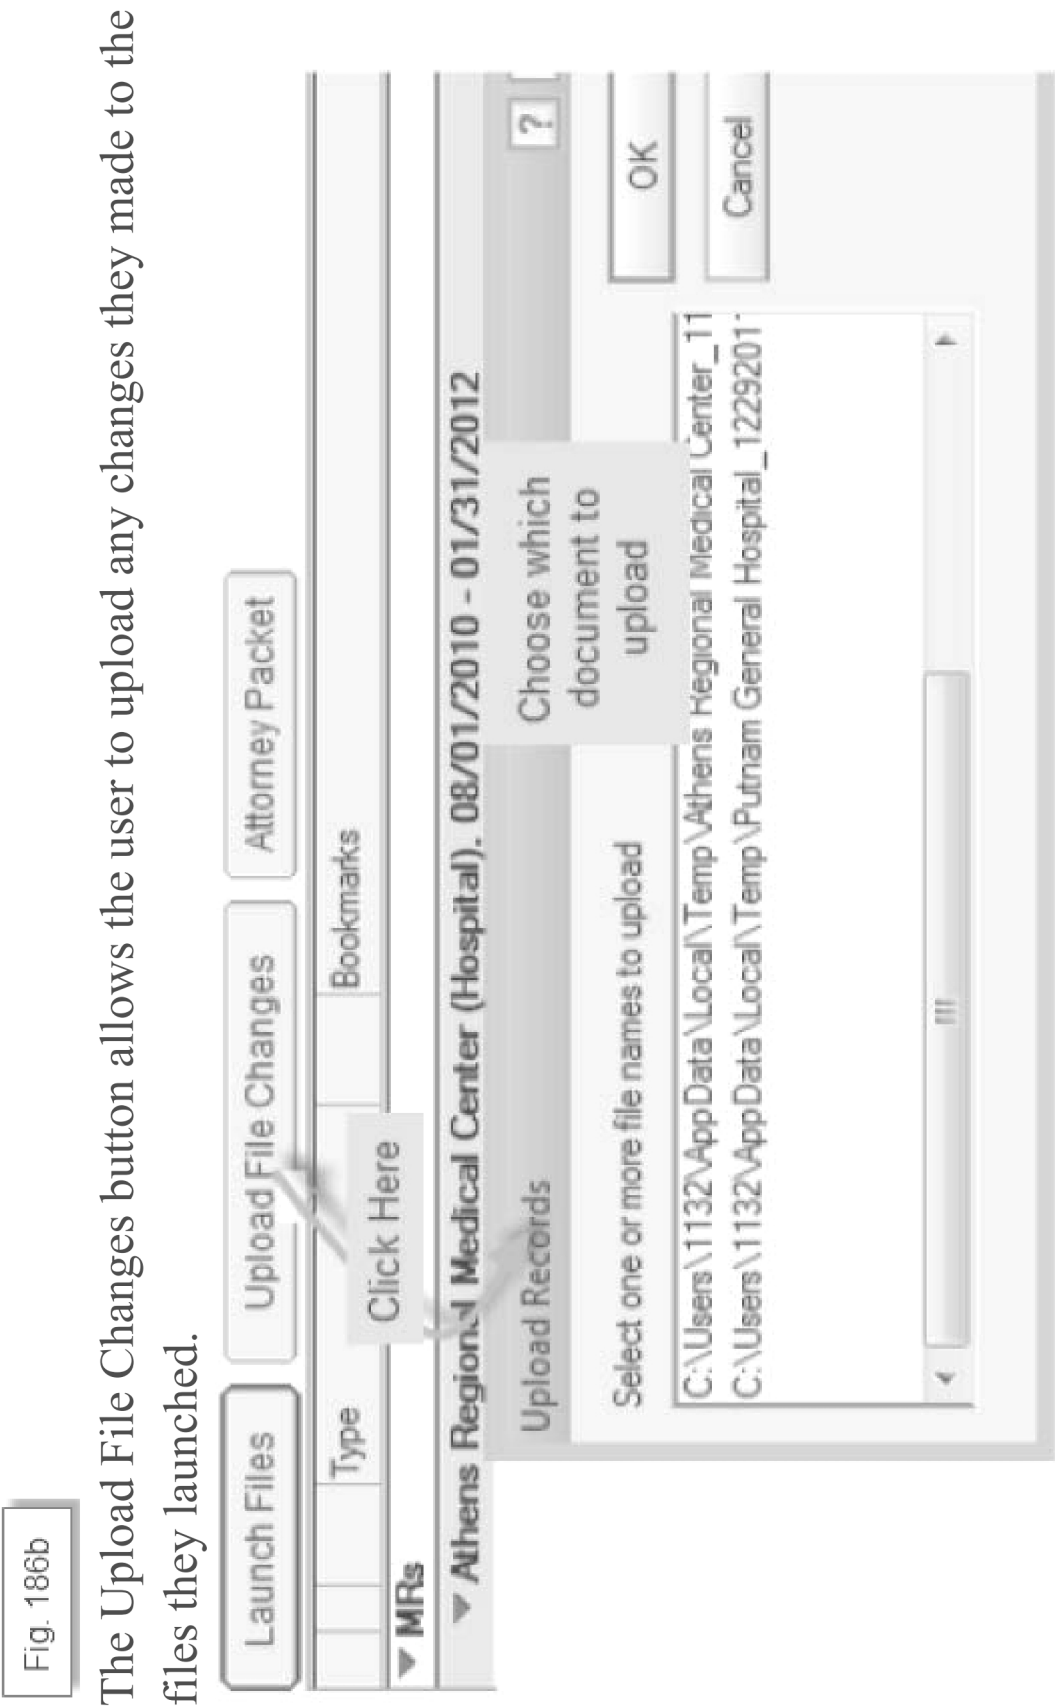 Fig. 186b
The Upload File Changes button allows the user to upload any changes they made to the
files they launched.
Launch Files
Upload File Changes
Attorney Packet
Type
Bookmarks
MRs
Click Here
Athens Regional Medical Center (Hospital). 08/01/2010 - 01/31/2012
Upload Records
?
Choose which
document to
upload
Select one or more file names to upload
OK
Cancel
C:\Users\1132\AppData\Local\Temp\Athens Regional Medical Center_11
C:\Users\1132\AppData\Local\Temp\Putnam General Hospital_1229201